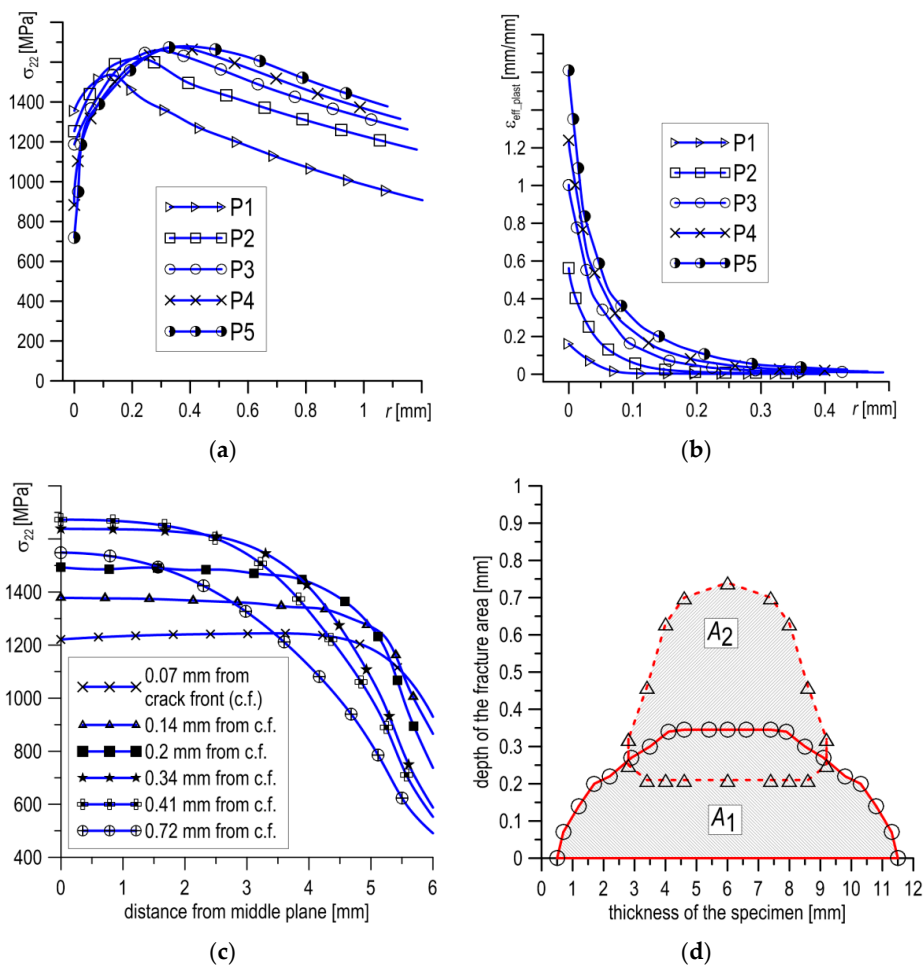 σ22 [MPa]
1400
1200
1000
800
600
400
200
0
0
0.2
0.4
0.6
0.8
1
r [mm]
P1
P2
P3
P4
P5
(a)
εeff_plast [mm/mm]
1.2
1
0.8
0.6
0.4
0.2
0
0
0.1
0.2
0.3
0.4
r [mm]
P1
P2
P3
P4
P5
(b)
σ22 [MPa]
1400
1200
1000
800
600
400
0
1
2
3
4
5
6
distance from middle plane [mm]
0.07 mm from
crack front (c.f.)
0.14 mm from c.f.
0.2 mm from c.f.
0.34 mm from c.f.
0.41 mm from c.f.
0.72 mm from c.f.
(c)
depth of the fracture area [mm]
1
0.9
0.8
0.7
0.6
0.5
0.4
0.3
0.2
0.1
0
0 1 2 3 4 5 6 7 8 9 10 11 12
thickness of the specimen [mm]
A2
A1
(d)